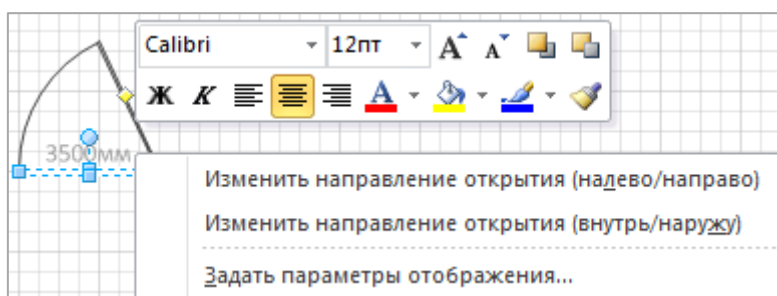 Calibri 12пт А А
Ж К А
3500мм
Изменить направление открытия (налево/направо)
Изменить направление открытия (внутрь/наружу)
Задать параметры отображения...